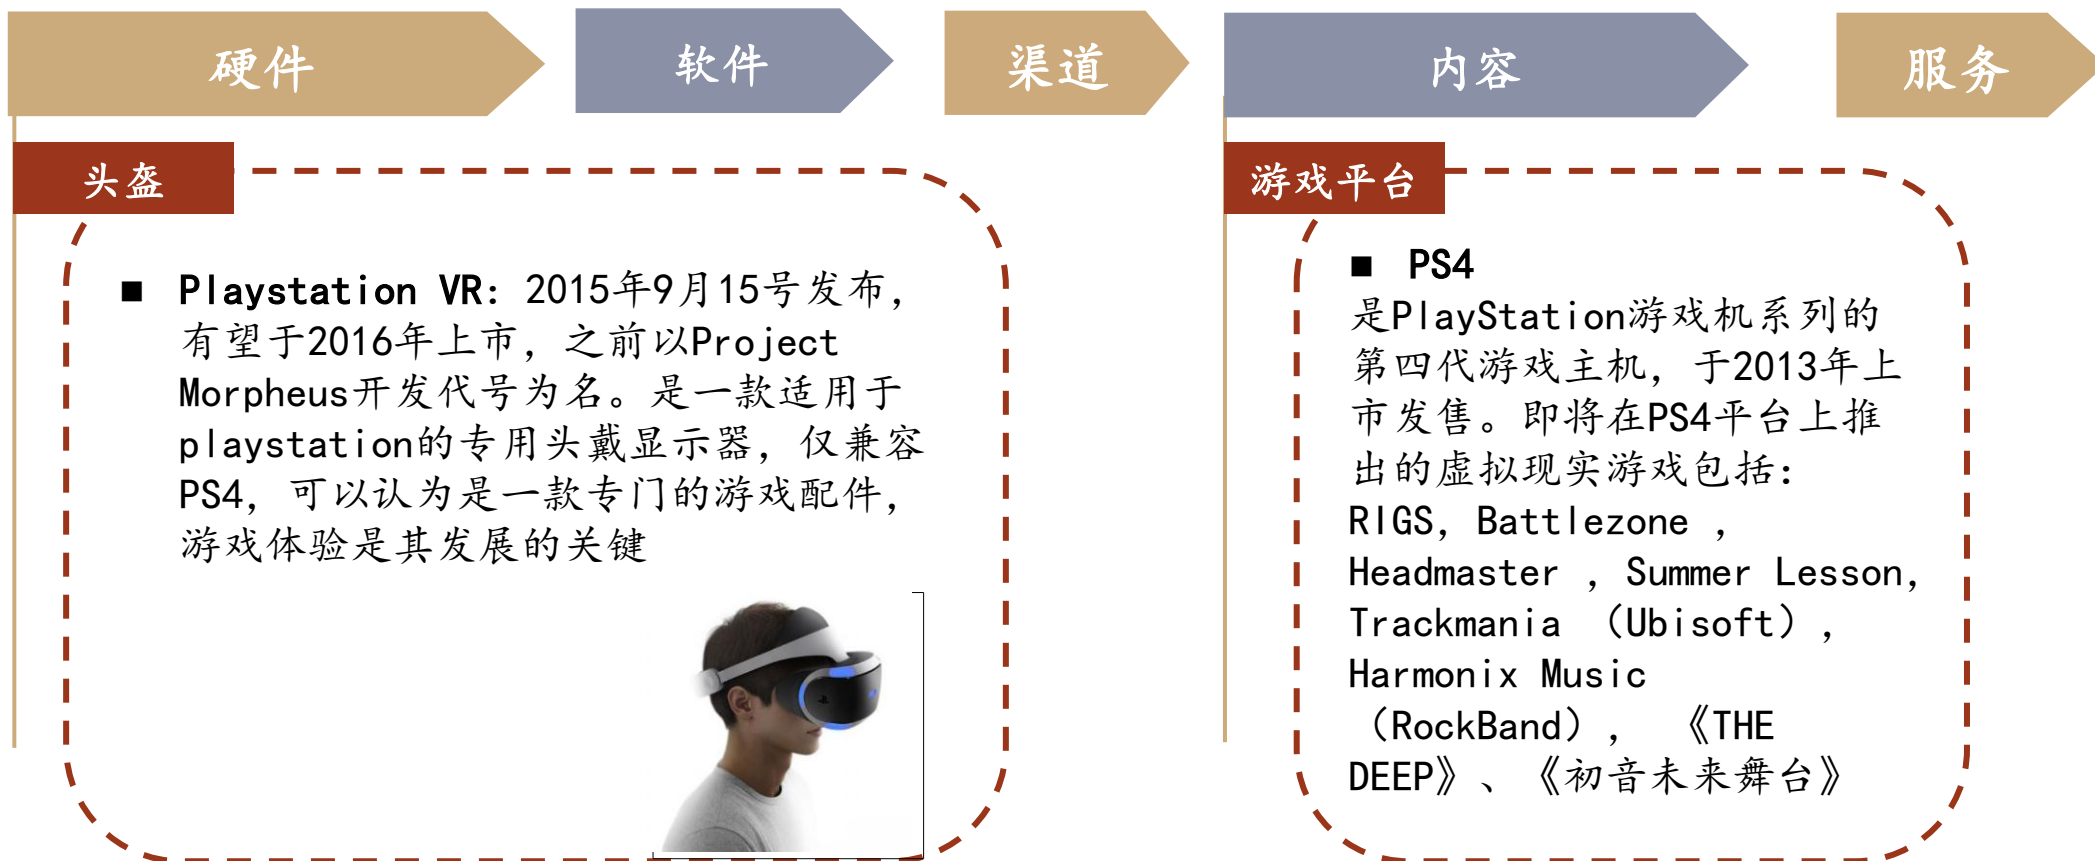 硬件
软件
渠道
内容
服务
头盔
■ Playstation VR: 2015年9月15号发布，
有望于2016年上市，之前以Project
Morpheus开发代号为名。是一款适用于
playstation的专用头戴显示器，仅兼容
PS4，可以认为是一款专门的游戏配件，
游戏体验是其发展的关键
游戏平台
■ PS4
是PlayStation游戏机系列的
第四代游戏主机，于2013年上
市发售。即将在PS4平台上推
出的虚拟现实游戏包括：
RIGS，Battlezone ，
Headmaster ，Summer Lesson，
Trackmania （Ubisoft），
Harmonix Music
（RockBand）， 《THE
DEEP》、《初音未来舞台》